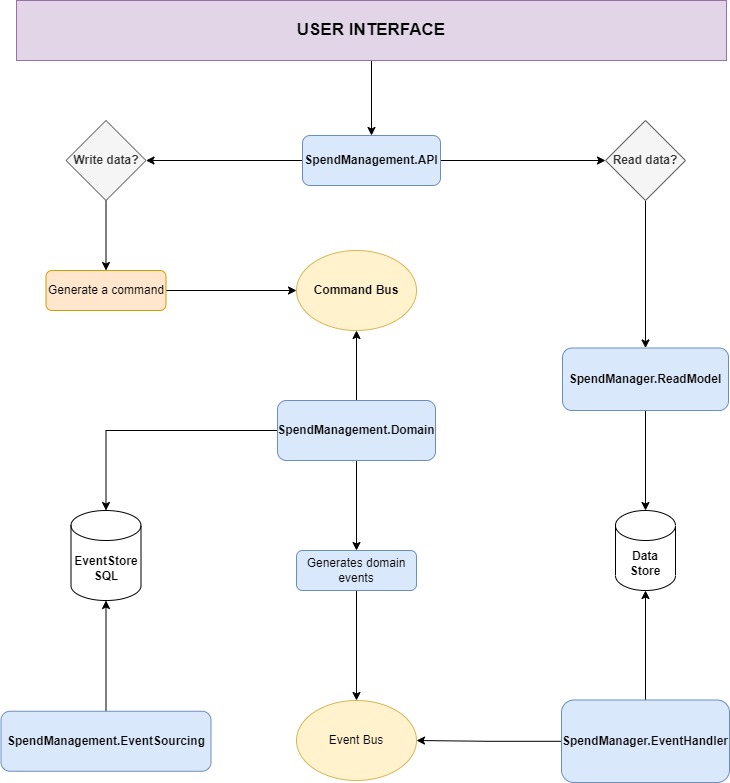 USER INTERFACE
Write data?
SpendManagement.API
Read data?
Generate a command
Command Bus
SpendManager.ReadModel
SpendManagement.Domain
EventStore
SQL
Generates domain
events
Data
Store
SpendManagement.EventSourcing
Event Bus
SpendManager.EventHandler